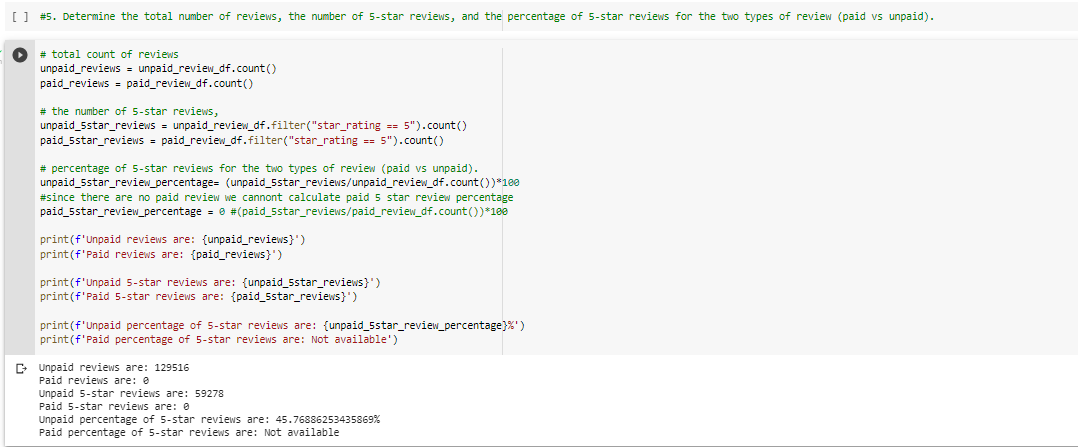 [ ] #5. Determine the total number of reviews, the number of 5-star reviews, and the percentage of 5-star reviews for the two types of review (paid vs unpaid).
# total count of reviews
unpaid_reviews = unpaid_review_df.count()
paid_reviews = paid_review_df.count()
# the number of 5-star reviews,
unpaid_5star_reviews = unpaid_review_df.filter("star_rating == 5").count()
paid_5star_reviews = paid_review_df.filter("star_rating == 5").count()
# percentage of 5-star reviews for the two types of review (paid vs unpaid).
unpaid_5star_review_percentage= (unpaid_5star_reviews/unpaid_review_df.count())*100
#since there are no paid review we cannont calculate paid 5 star review percentage
paid_5star_review_percentage = 0 #(paid_5star_reviews/paid_review_df.count())*100
print(f'Unpaid reviews are: {unpaid_reviews}')
print(f'Paid reviews are: {paid_reviews}')
print(f'Unpaid 5-star reviews are: {unpaid_5star_reviews}')
print(f'Paid 5-star reviews are: {paid_5star_reviews}')
print(f'Unpaid percentage of 5-star reviews are: {unpaid_5star_review_percentage}%')
print(f'Paid percentage of 5-star reviews are: Not available')
Unpaid reviews are: 129516
Paid reviews are: 0
Unpaid 5-star reviews are: 59278
Paid 5-star reviews are: 0
Unpaid percentage of 5-star reviews are: 45.76886253435869%
Paid percentage of 5-star reviews are: Not available